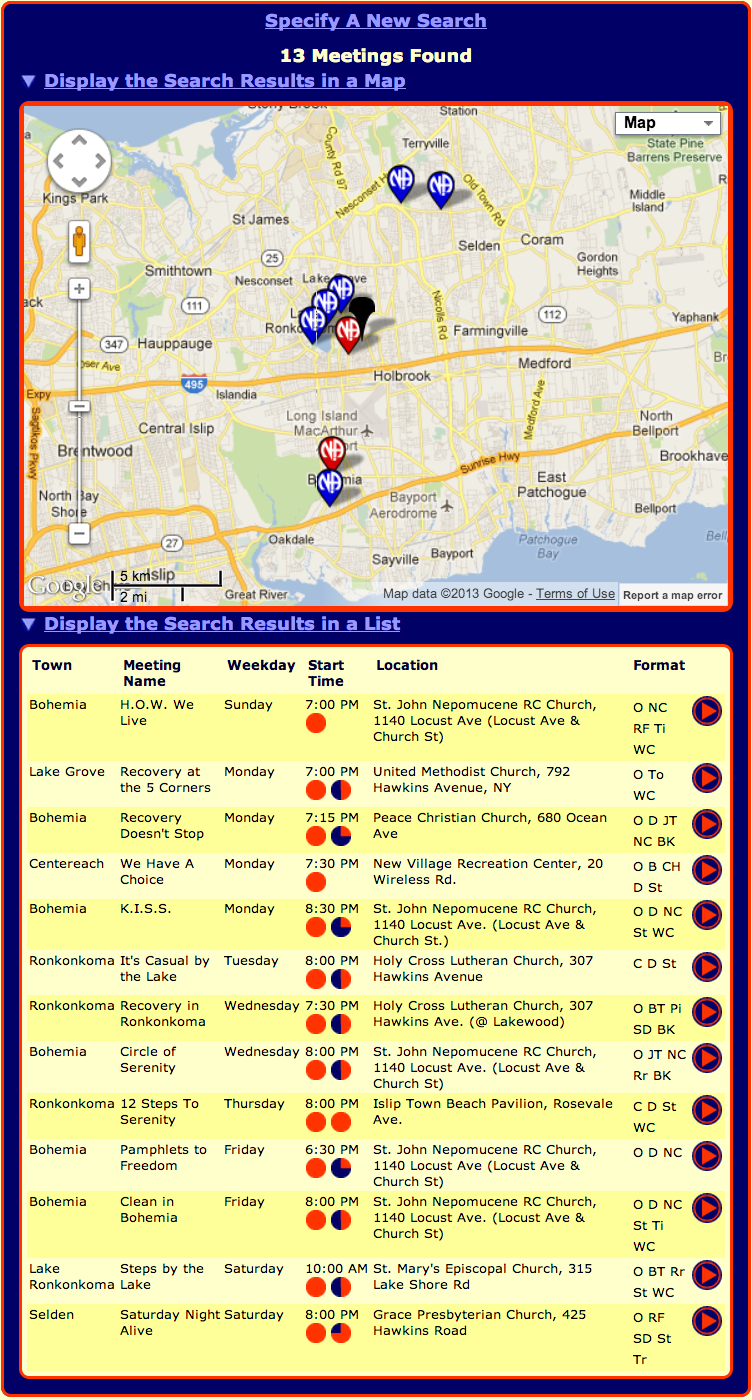 Specify A New Search
13 Meetings Found
▼ Display the Search Results in a Map
Station
Map
Terryville
State Pine
Barrens Preserve
County Rd 97
Kings Park
Old Town Rd
Middle
Island
St James
25
Selden
Coram
Gordon
Heights
Smithtown
Nesconset
Lake Grove
111
Nicolls Rd
112
Yaphank
Farmingville
347
Hauppauge
Medford
Holbrook
495
Expy
Islandia
Medford Ave
Long Island
MacArthur
North
Bellport
Central Islip
Sagtikos Pkwy
Brentwood
Sunrise Hwy
Brookhave
East
Patchogue
North Bay
Shore
Bayport
Aerodrome
Bellport
27
Oakdale
Patchogue
Bay
Sayville
Bayport
5 km
Islip
Google
2 mi
Great River
Map data ©2013 Google - Terms of Use
Report a map error
▼ Display the Search Results in a List
Town Meeting Name Weekday Start Time Location Format
Bohemia H.O.W. We Live Sunday 7:00 PM St. John Nepomucene RC Church, 1140 Locust Ave (Locust Ave & Church St) O NC RF Ti WC
Lake Grove Recovery at the 5 Corners Monday 7:00 PM United Methodist Church, 792 Hawkins Avenue, NY O To WC
Bohemia Recovery Doesn't Stop Monday 7:15 PM Peace Christian Church, 680 Ocean Ave O D JT NC BK
Centereach We Have A Choice Monday 7:30 PM New Village Recreation Center, 20 Wireless Rd. O B CH D St
Bohemia K.I.S.S. Monday 8:30 PM St. John Nepomucene RC Church, 1140 Locust Ave. (Locust Ave & Church St.) O D NC St WC
Ronkonkoma It's Casual by the Lake Tuesday 8:00 PM Holy Cross Lutheran Church, 307 Hawkins Avenue C D St
Ronkonkoma Recovery in Ronkonkoma Wednesday 7:30 PM Holy Cross Lutheran Church, 307 Hawkins Ave. (@ Lakewood) O BT Pi SD BK
Bohemia Circle of Serenity Wednesday 8:00 PM St. John Nepomucene RC Church, 1140 Locust Ave. (Locust Ave & Church St) O JT NC Rr BK
Ronkonkoma 12 Steps To Serenity Thursday 8:00 PM Islip Town Beach Pavilion, Rosevale Ave. C D St WC
Bohemia Pamphlets to Freedom Friday 6:30 PM St. John Nepomucene RC Church, 1140 Locust Ave (Locust Ave & Church St) O D NC
Bohemia Clean in Bohemia Friday 8:00 PM St. John Nepomucene RC Church, 1140 Locust Ave. (Locust Ave & Church St) O D NC St Ti WC
Lake Ronkonkoma Steps by the Lake Saturday 10:00 AM St. Mary's Episcopal Church, 315 Lake Shore Rd O BT Rr St WC
Selden Saturday Night Alive Saturday 8:00 PM Grace Presbyterian Church, 425 Hawkins Road O RF SD St Tr